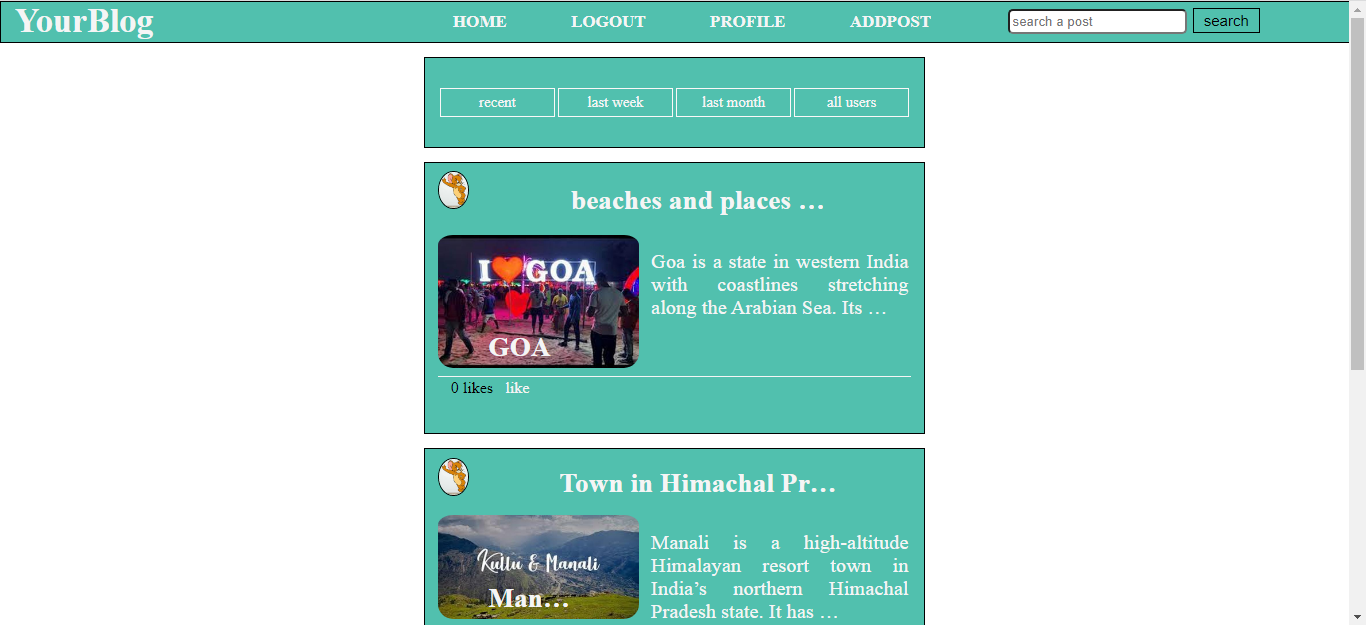 YourBlog HOME LOGOUT PROFILE ADDPOST search a post search
recent last week last month all users
beaches and places …
I GOA
GOA
Goa is a state in western India
with coastlines stretching
along the Arabian Sea. Its …
0 likes like
Town in Himachal Pr…
Kullu & Manali
Man…
Manali is a high-altitude
Himalayan resort town in
India’s northern Himachal
Pradesh state. It has …